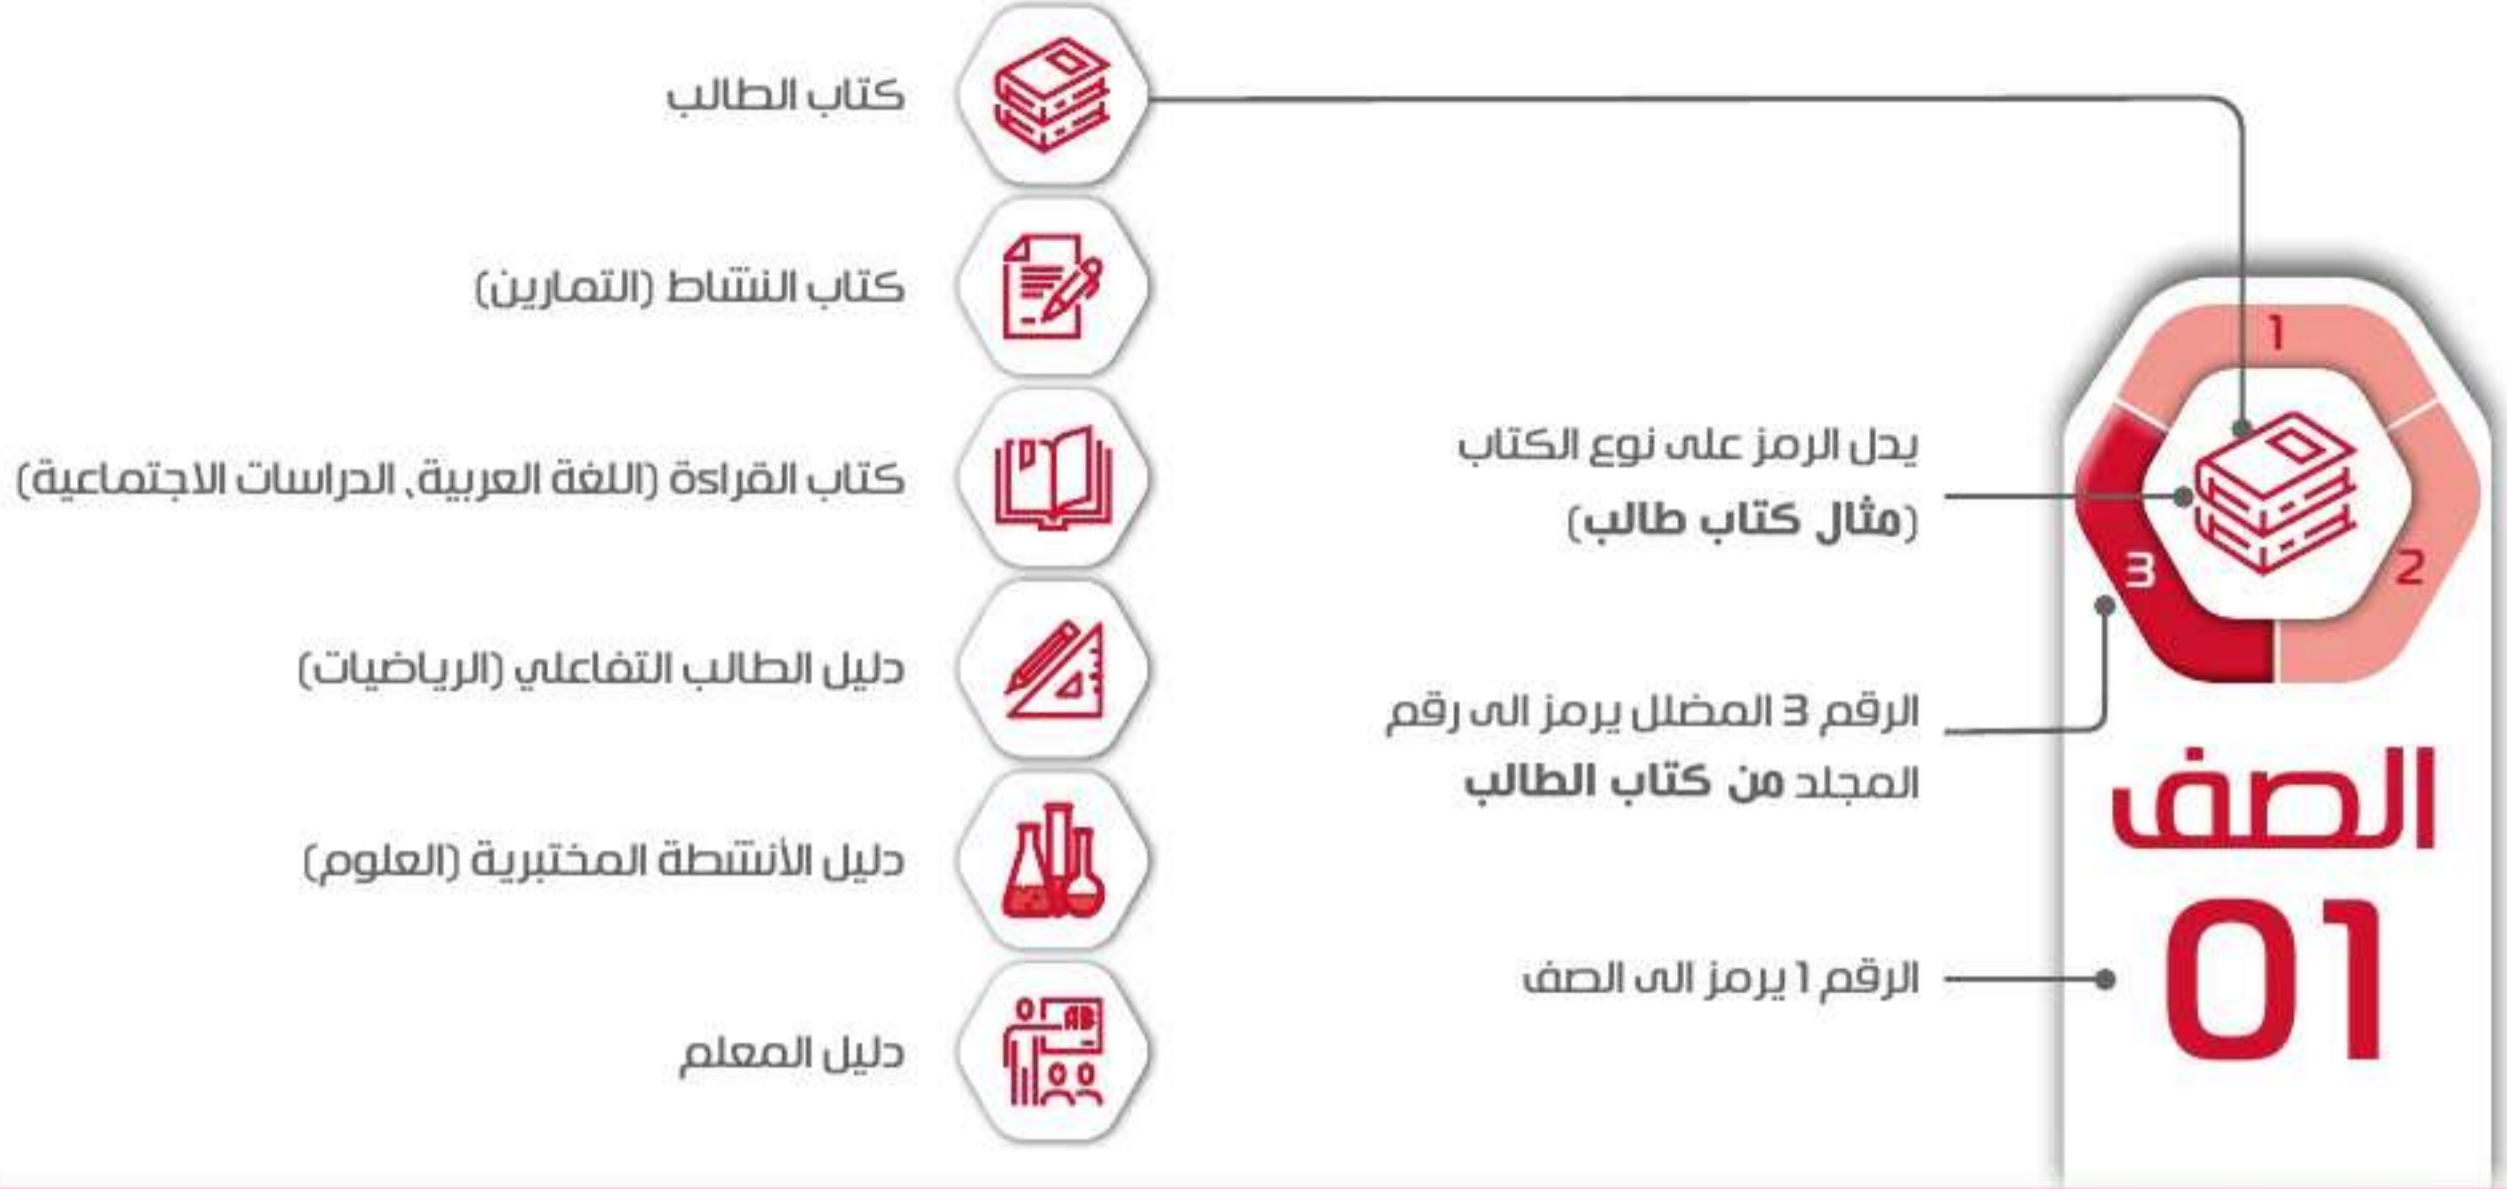 1
2
3
الصف
01
يدل الرمز على نوع الكتاب
(مثال كتاب طالب)
الرقم 3 المضلل يرمز الى رقم
المجلد من كتاب الطالب
الرقم 1 يرمز الى الصف
كتاب الطالب
كتاب النشاط (التمارين)
كتاب القراءة (اللغة العربية، الدراسات الاجتماعية)
دليل الطالب التفاعلي (الرياضيات)
دليل الأنشطة المختبرية (العلوم)
AB
دليل المعلم